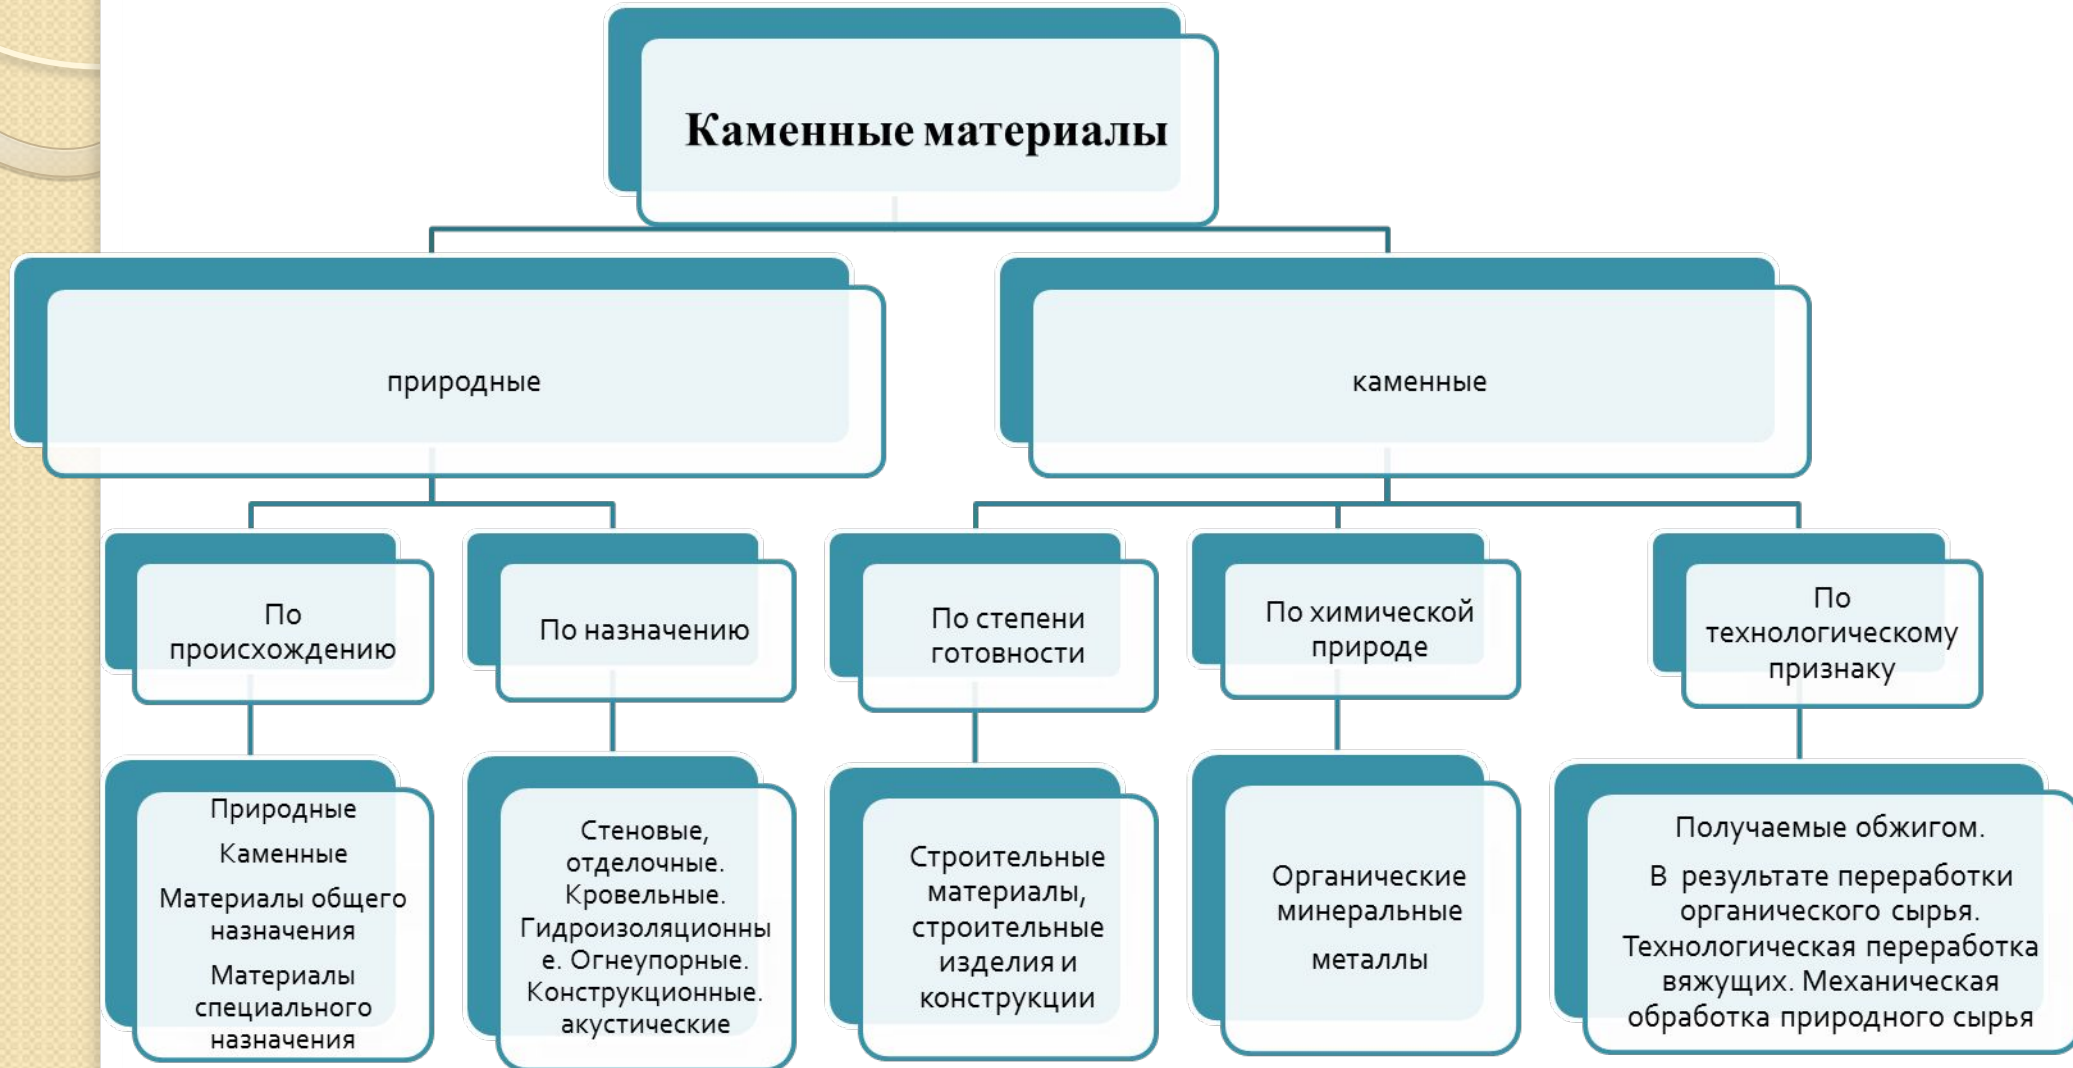 Каменные материалы
природные
каменные
По
происхождению
По назначению
По степени
готовности
По химической
природе
По
технологическому
признаку
Природные
Каменные
Материалы общего
назначения
Материалы
специального
назначения
Стеновые,
отделочные.
Кровельные.
Гидроизоляционны
е. Огнеупорные.
Конструкционные.
акустические
Строительные
материалы,
строительные
изделия и
конструкции
Органические
минеральные
металлы
Получаемые обжигом.
В результате переработки
органического сырья.
Технологическая переработка
вяжущих. Механическая
обработка природного сырья